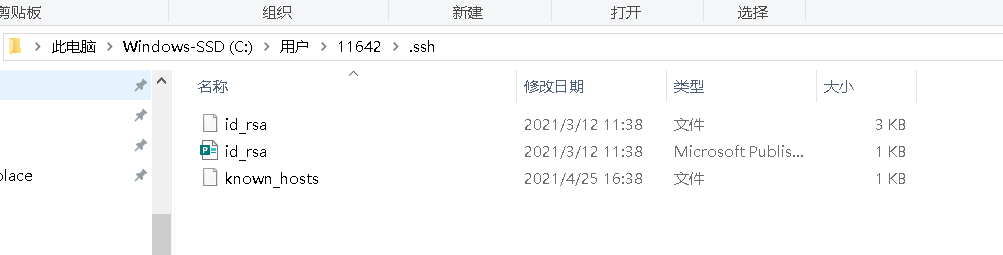 剪贴板 组织 新建 打开 选择
此电脑 > Windows-SSD (C:) > 用户 > 11642 > .ssh
名称 修改日期 类型 大小
id_rsa 2021/3/12 11:38 文件 3 KB
id_rsa 2021/3/12 11:38 Microsoft Publis... 1 KB
known_hosts 2021/4/25 16:38 文件 1 KB
place